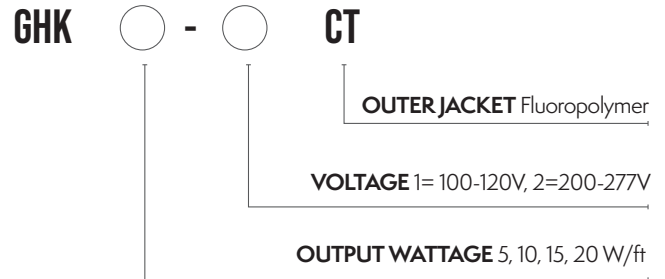 GHK - CT
OUTER JACKET Fluoropolymer
VOLTAGE 1= 100-120V, 2=200-277V
OUTPUT WATTAGE 5, 10, 15, 20 W/ft